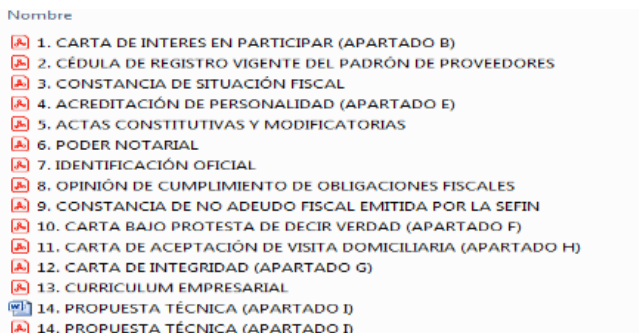 Nombre
1. CARTA DE INTERES EN PARTICIPAR (APARTADO B)
2. CÉDULA DE REGISTRO VIGENTE DEL PADRÓN DE PROVEEDORES
3. CONSTANCIA DE SITUACIÓN FISCAL
4. ACREDITACIÓN DE PERSONALIDAD (APARTADO E)
5. ACTAS CONSTITUTIVAS Y MODIFICATORIAS
6. PODER NOTARIAL
7. IDENTIFICACIÓN OFICIAL
8. OPINIÓN DE CUMPLIMIENTO DE OBLIGACIONES FISCALES
9. CONSTANCIA DE NO ADEUDO FISCAL EMITIDA POR LA SEFIN
10. CARTA BAJO PROTESTA DE DECIR VERDAD (APARTADO F)
11. CARTA DE ACEPTACIÓN DE VISITA DOMICILIARIA (APARTADO H)
12. CARTA DE INTEGRIDAD (APARTADO G)
13. CURRICULUM EMPRESARIAL
14. PROPUESTA TÉCNICA (APARTADO I)
14. PROPUESTA TÉCNICA (APARTADO I)